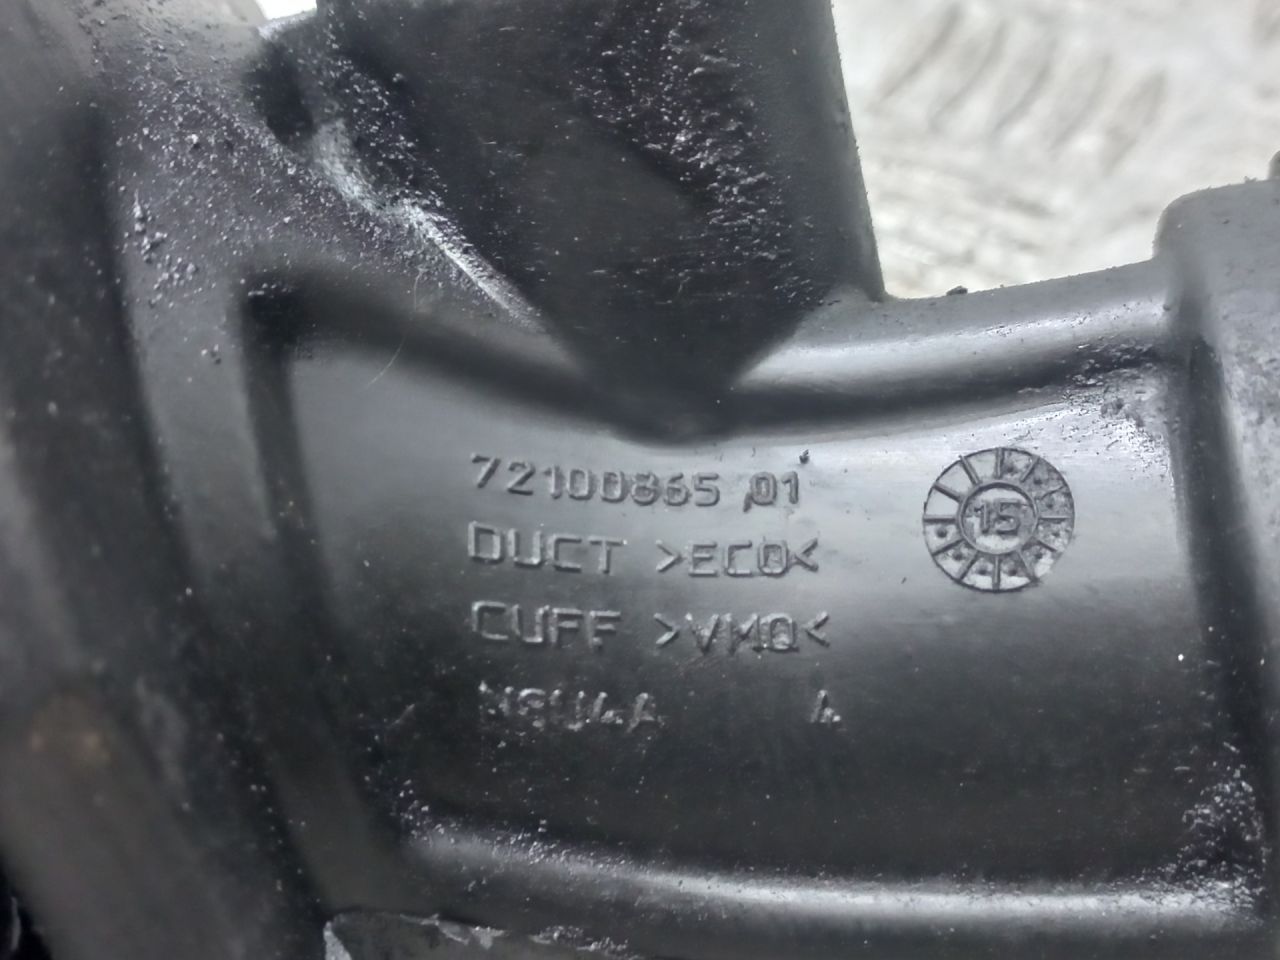 72100865 01
15
DUCT >ECO<
CUFF >VMQ<
A